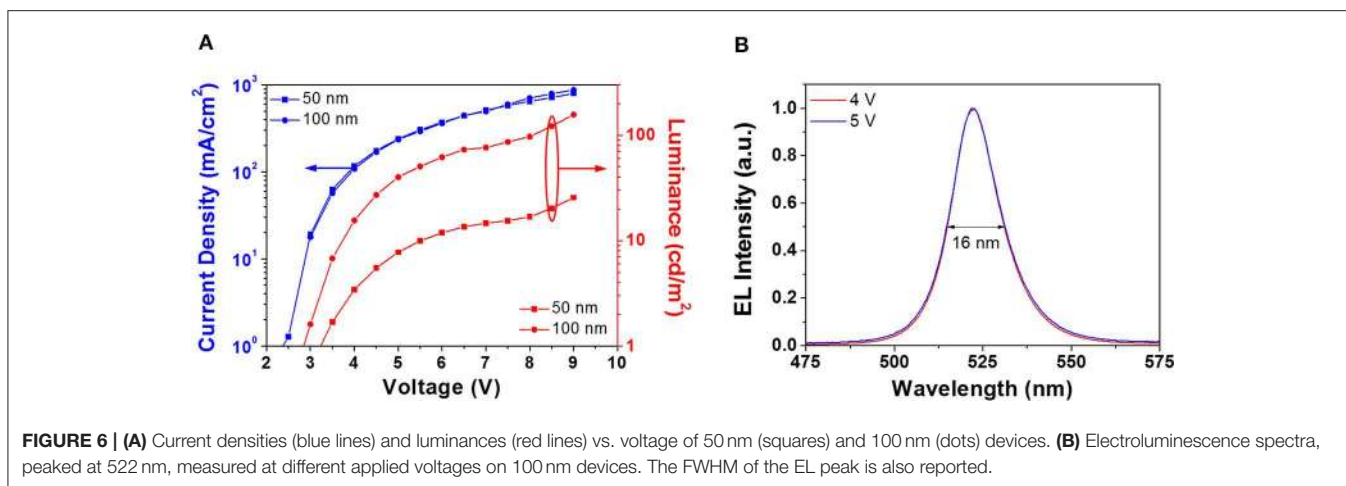 A
Current Density (mA/cm²)
10³
10²
10¹
10⁰
50 nm
100 nm
50 nm
100 nm
2 3 4 5 6 7 8 9 10
Voltage (V)
100
10
1
Luminance (cd/m²)
B
EL Intensity (a.u.)
1.0
0.8
0.6
0.4
0.2
0.0
4 V
5 V
16 nm
475 500 525 550 575
Wavelength (nm)
FIGURE 6 | (A) Current densities (blue lines) and luminances (red lines) vs. voltage of 50 nm (squares) and 100 nm (dots) devices. (B) Electroluminescence spectra,
peaked at 522 nm, measured at different applied voltages on 100 nm devices. The FWHM of the EL peak is also reported.